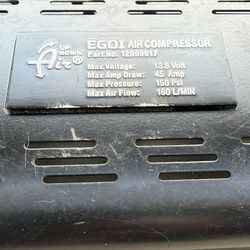 UP
DOWN
Air®
EGOI AIR COMPRESSOR
Part No. 12099917
Max Voltage: 13.8 Volt
Max Amp Draw: 45 Amp
Max Pressure: 150 Psi
Max Air Flow: 160 L/MIN